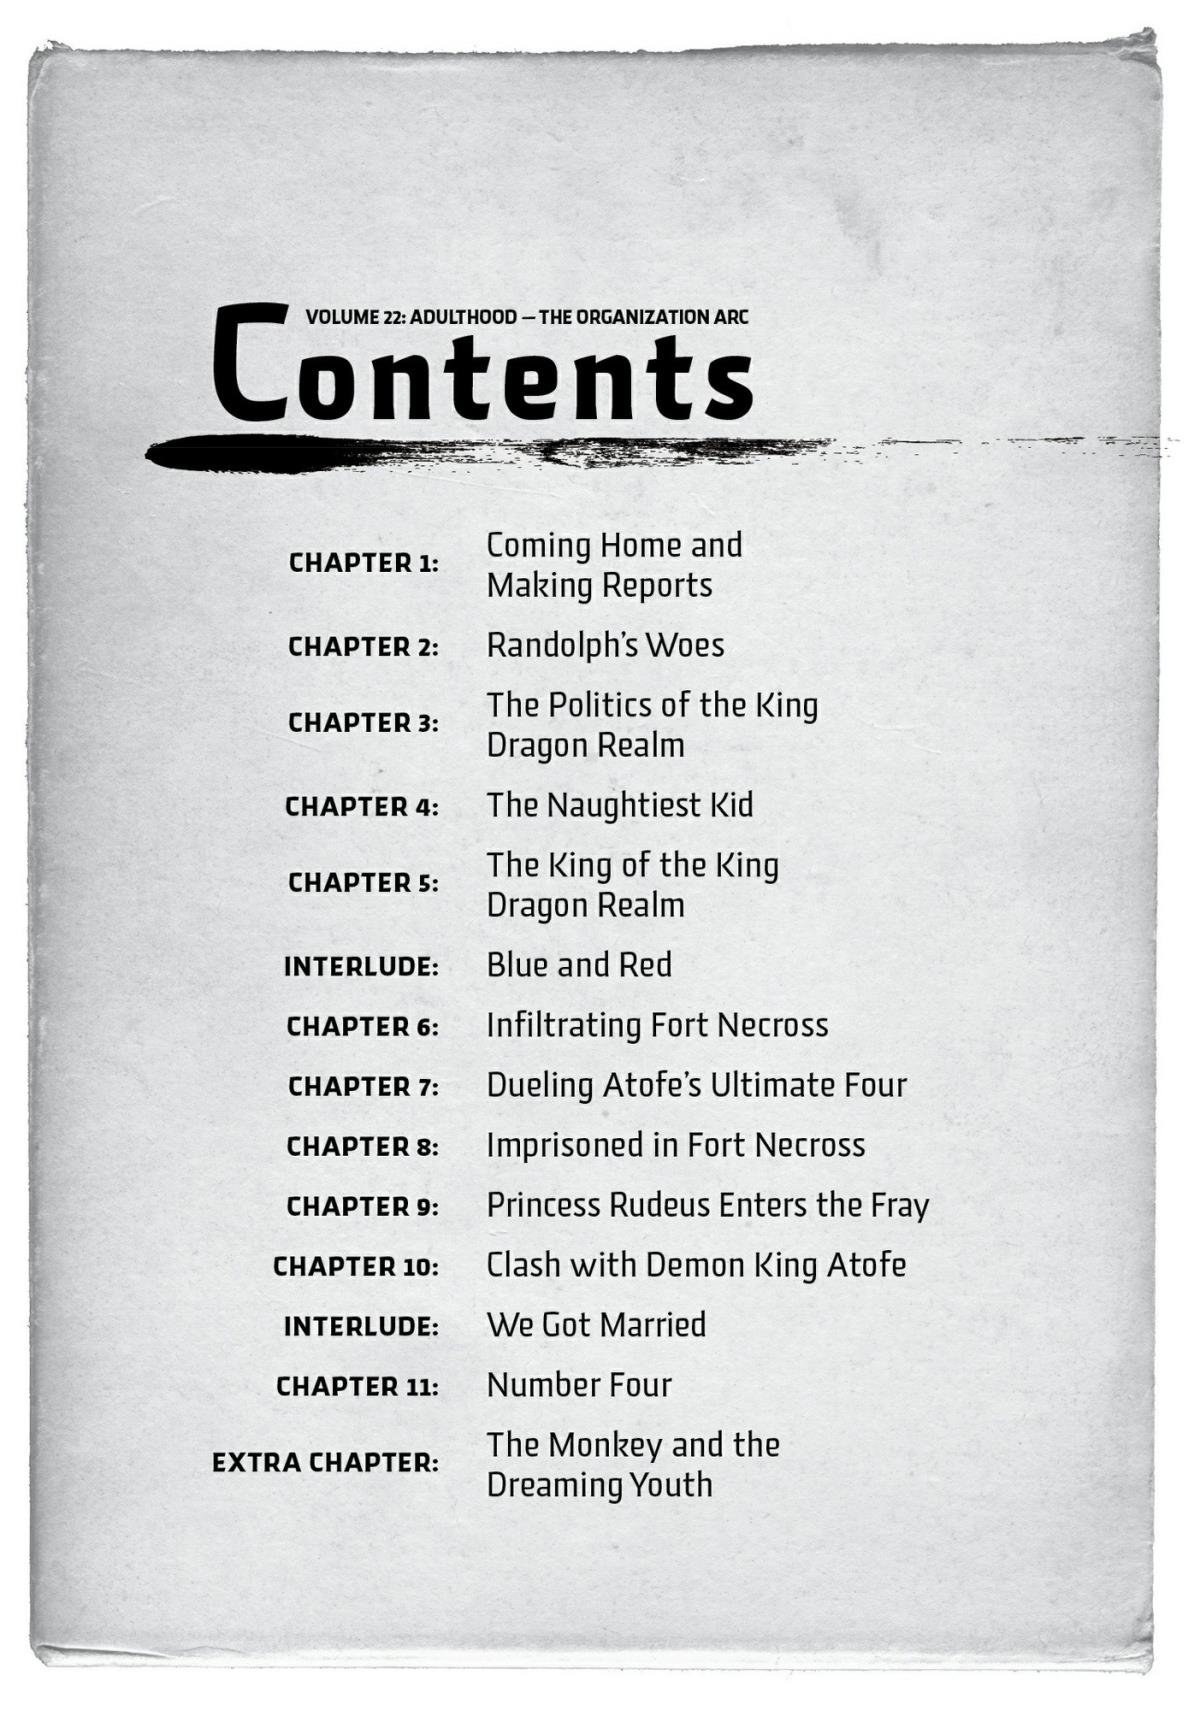 VOLUME 22: ADULTHOOD – THE ORGANIZATION ARC
Contents
CHAPTER 1: Coming Home and
Making Reports
CHAPTER 2: Randolph’s Woes
CHAPTER 3: The Politics of the King
Dragon Realm
CHAPTER 4: The Naughtiest Kid
CHAPTER 5: The King of the King
Dragon Realm
INTERLUDE: Blue and Red
CHAPTER 6: Infiltrating Fort Necross
CHAPTER 7: Dueling Atofe’s Ultimate Four
CHAPTER 8: Imprisoned in Fort Necross
CHAPTER 9: Princess Rudeus Enters the Fray
CHAPTER 10: Clash with Demon King Atofe
INTERLUDE: We Got Married
CHAPTER 11: Number Four
EXTRA CHAPTER: The Monkey and the
Dreaming Youth